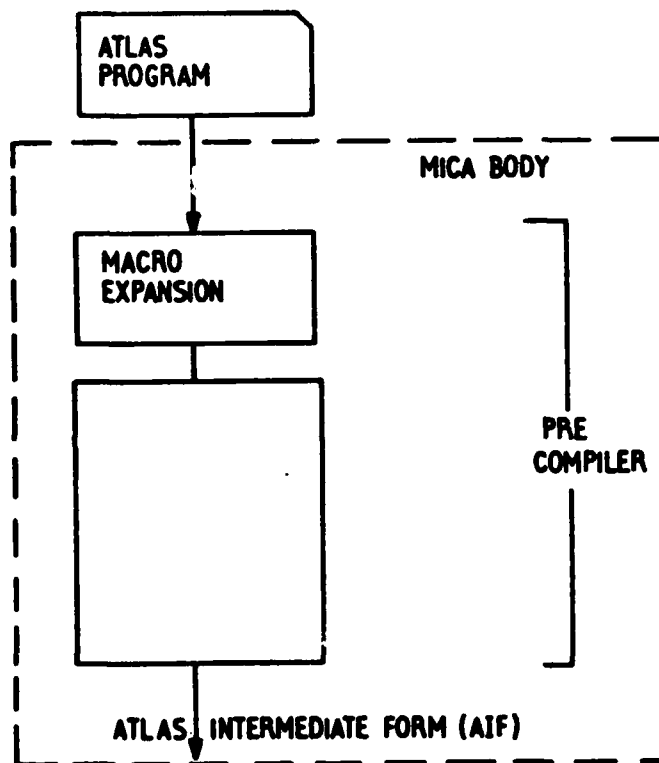 ATLAS
PROGRAM
MICA BODY
MACRO
EXPANSION
PRE
COMPILER
ATLAS INTERMEDIATE FORM (AIF)